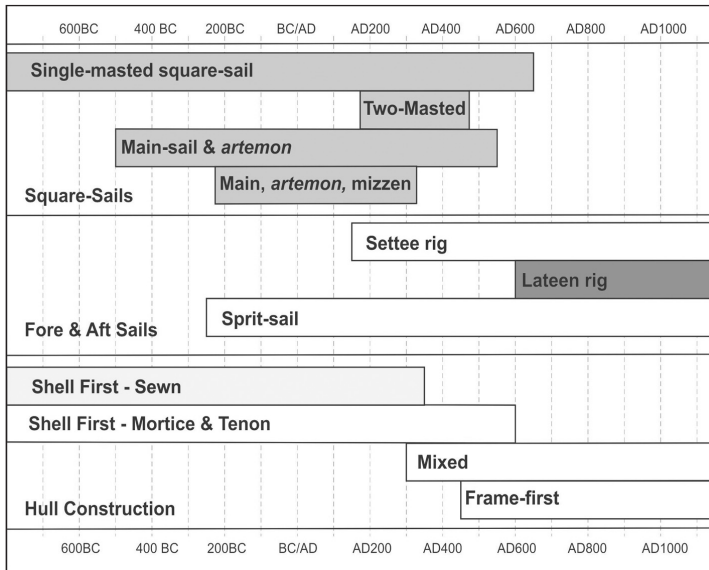 600BC 400 BC 200BC BC/AD AD200 AD400 AD600 AD800 AD1000
Single-masted square-sail
Two-Masted
Main-sail & artemon
Main, artemon, mizzen
Square-Sails
Settee rig
Lateen rig
Sprit-sail
Fore & Aft Sails
Shell First - Sewn
Shell First - Mortice & Tenon
Mixed
Frame-first
Hull Construction
600BC 400 BC 200BC BC/AD AD200 AD400 AD600 AD800 AD1000